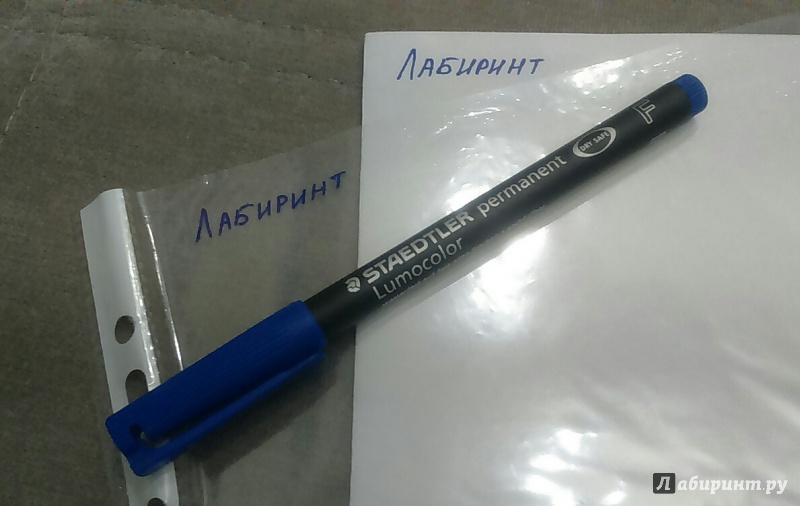 Лабиринт
Лабиринт
STAEDTLER permanent
Lumocolor
DRY SAFE
F
Лабиринт.ру